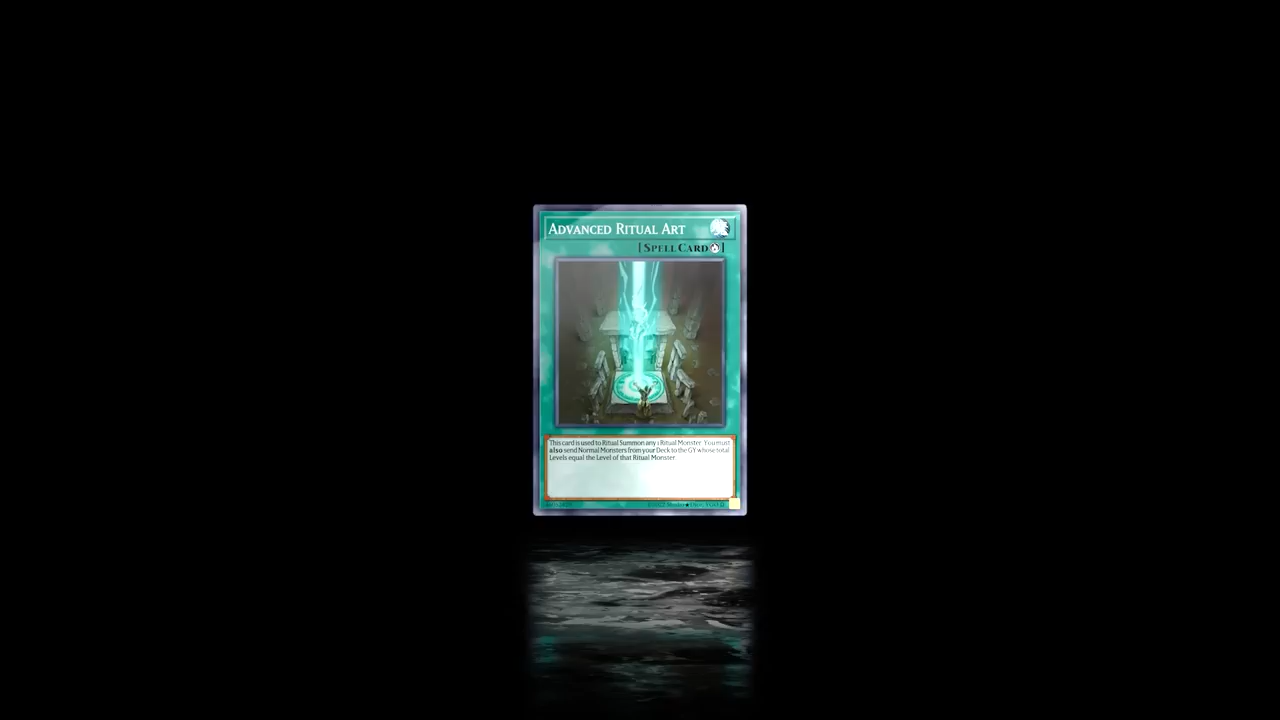 ADVANCED RITUAL ART
[SPELL CARD]
This card is used to Ritual Summon any 1 Ritual Monster. You must
also send Normal Monsters from your Deck to the GY whose total
Levels equal the Level of that Ritual Monster.